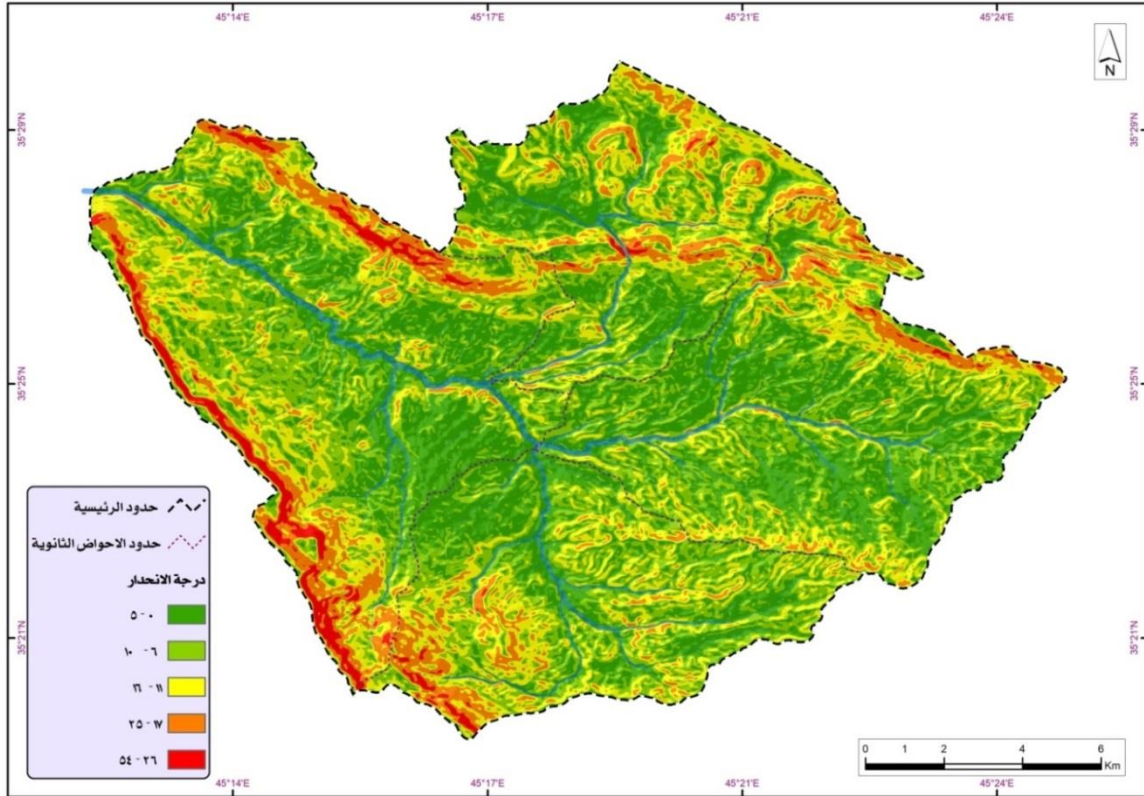 45°14'E 45°17'E 45°21'E 45°24'E
N
35°29'N 35°29'N
35°25'N 35°25'N
حدود الرئيسية
حدود الاحواض الثانوية
درجة الانحدار
٠ - ٥
٦ - ١٠
١١ - ١٦
١٧ - ٢٥
٢٦ - ٥٤
35°21'N 35°21'N
0 1 2 4 6
Km
45°14'E 45°17'E 45°21'E 45°24'E